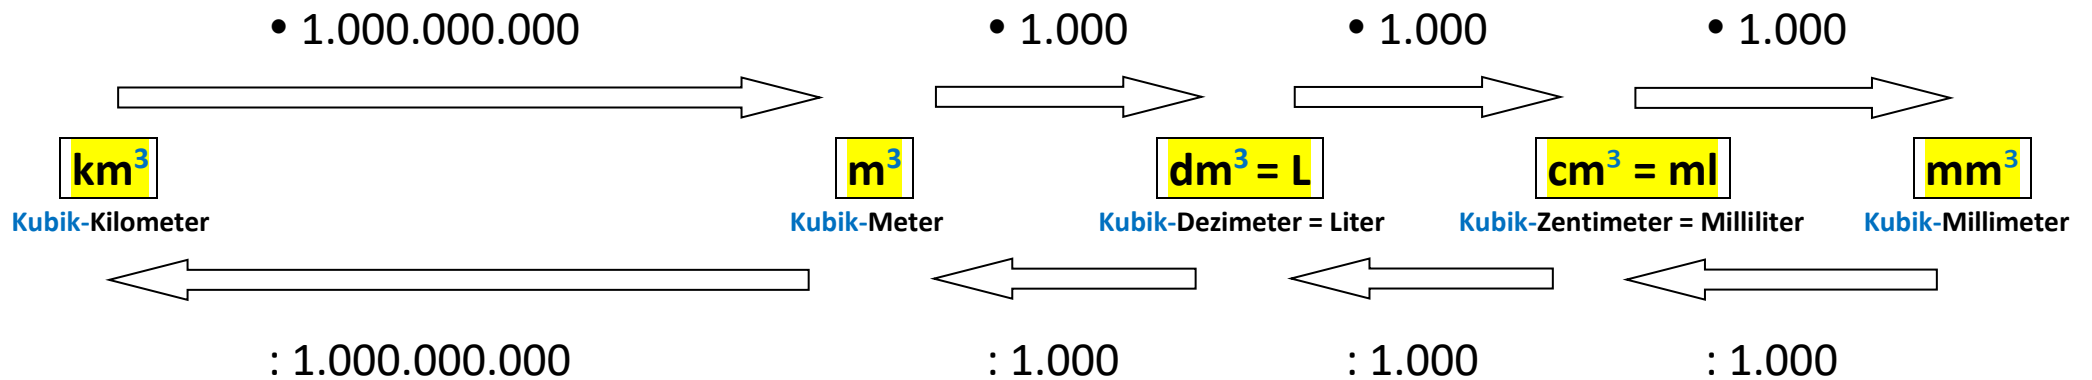 • 1.000.000.000 • 1.000 • 1.000 • 1.000
km³ m³ dm³ = L cm³ = ml mm³
Kubik-Kilometer Kubik-Meter Kubik-Dezimeter = Liter Kubik-Zentimeter = Milliliter Kubik-Millimeter
: 1.000.000.000 : 1.000 : 1.000 : 1.000